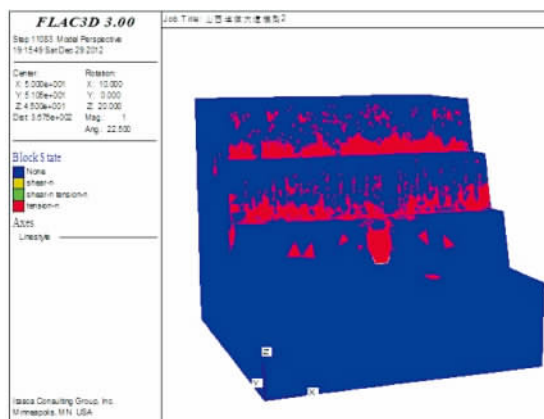 FLAC3D 3.00
Step 11083 Model Perspective
19:15:49 Sat Dec 29 2012
Center:
X: 5.000e+001
Y: 5.106e+001
Z: 4.500e+001
Dist: 3.675e+002
Rotation:
X: 10.000
Y: 0.000
Z: 20.000
Mag.: 1
Ang.: 22.500
Block State
None
shear-n
shear-n tension-n
tension-n
Axes
Linestyle
Itasca Consulting Group, Inc.
Minneapolis, MN USA
Job Title:
Z
Y
X